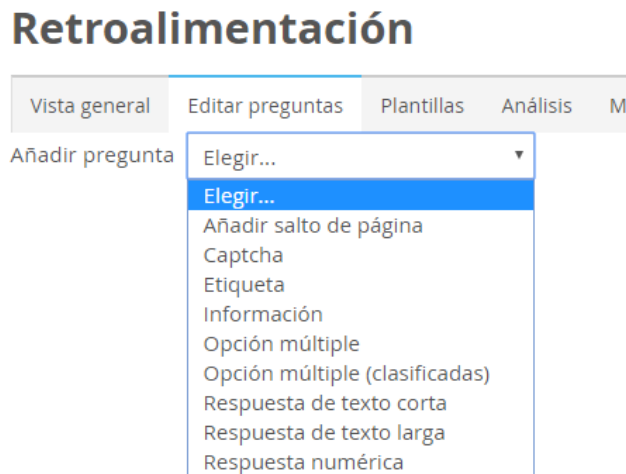 Retroalimentación
Vista general Editar preguntas Plantillas Análisis M
Añadir pregunta Elegir...
Elegir...
Añadir salto de página
Captcha
Etiqueta
Información
Opción múltiple
Opción múltiple (clasificadas)
Respuesta de texto corta
Respuesta de texto larga
Respuesta numérica